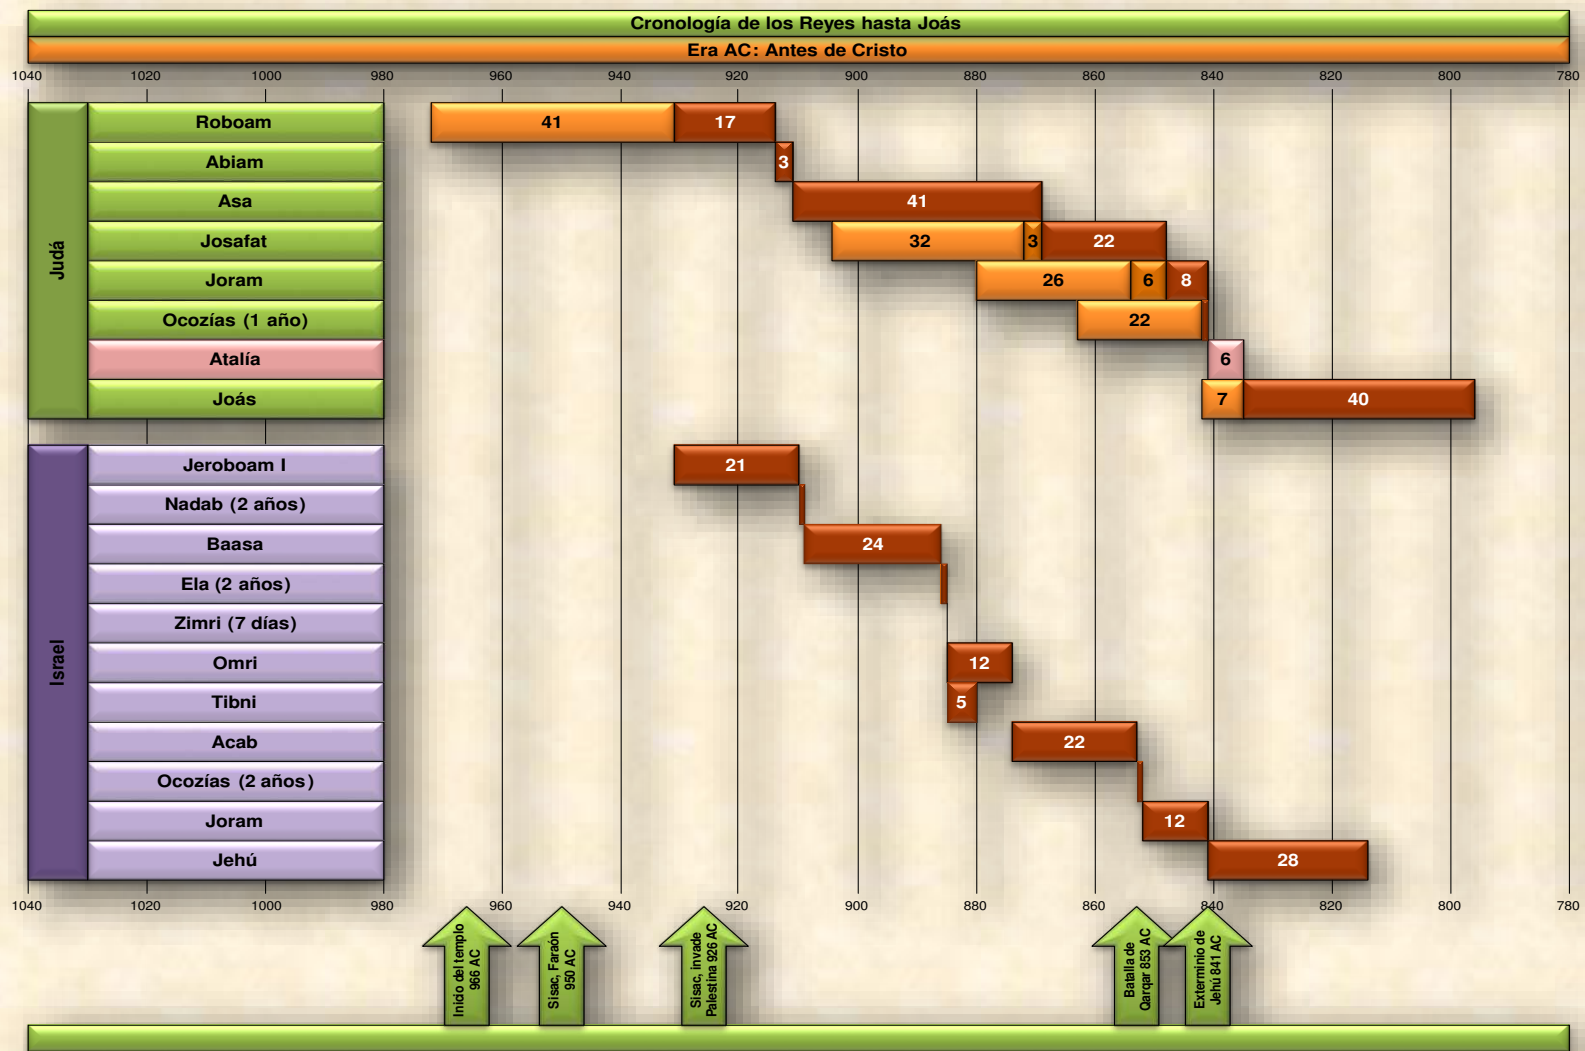 Cronología de los Reyes hasta Joás
Era AC: Antes de Cristo
1040 1020 1000 980 960 940 920 900 880 860 840 820 800 780
Judá
Roboam 41 17
Abiam 3
Asa 41
Josafat 32 3 22
Joram 26 6 8
Ocozías (1 año) 22
Atalía 6
Joás 7 40
Israel
Jeroboam I 21
Nadab (2 años)
Baasa 24
Ela (2 años)
Zimri (7 días)
Omri 12
Tibni 5
Acab 22
Ocozías (2 años)
Joram 12
Jehú 28
1040 1020 1000 980 960 940 920 900 880 860 840 820 800 780
Inicio del templo
966 AC
Sisac, Faraón
950 AC
Sisac, invade
Palestina 926 AC
Batalla de
Qarqar 853 AC
Exterminio de
Jehú 841 AC